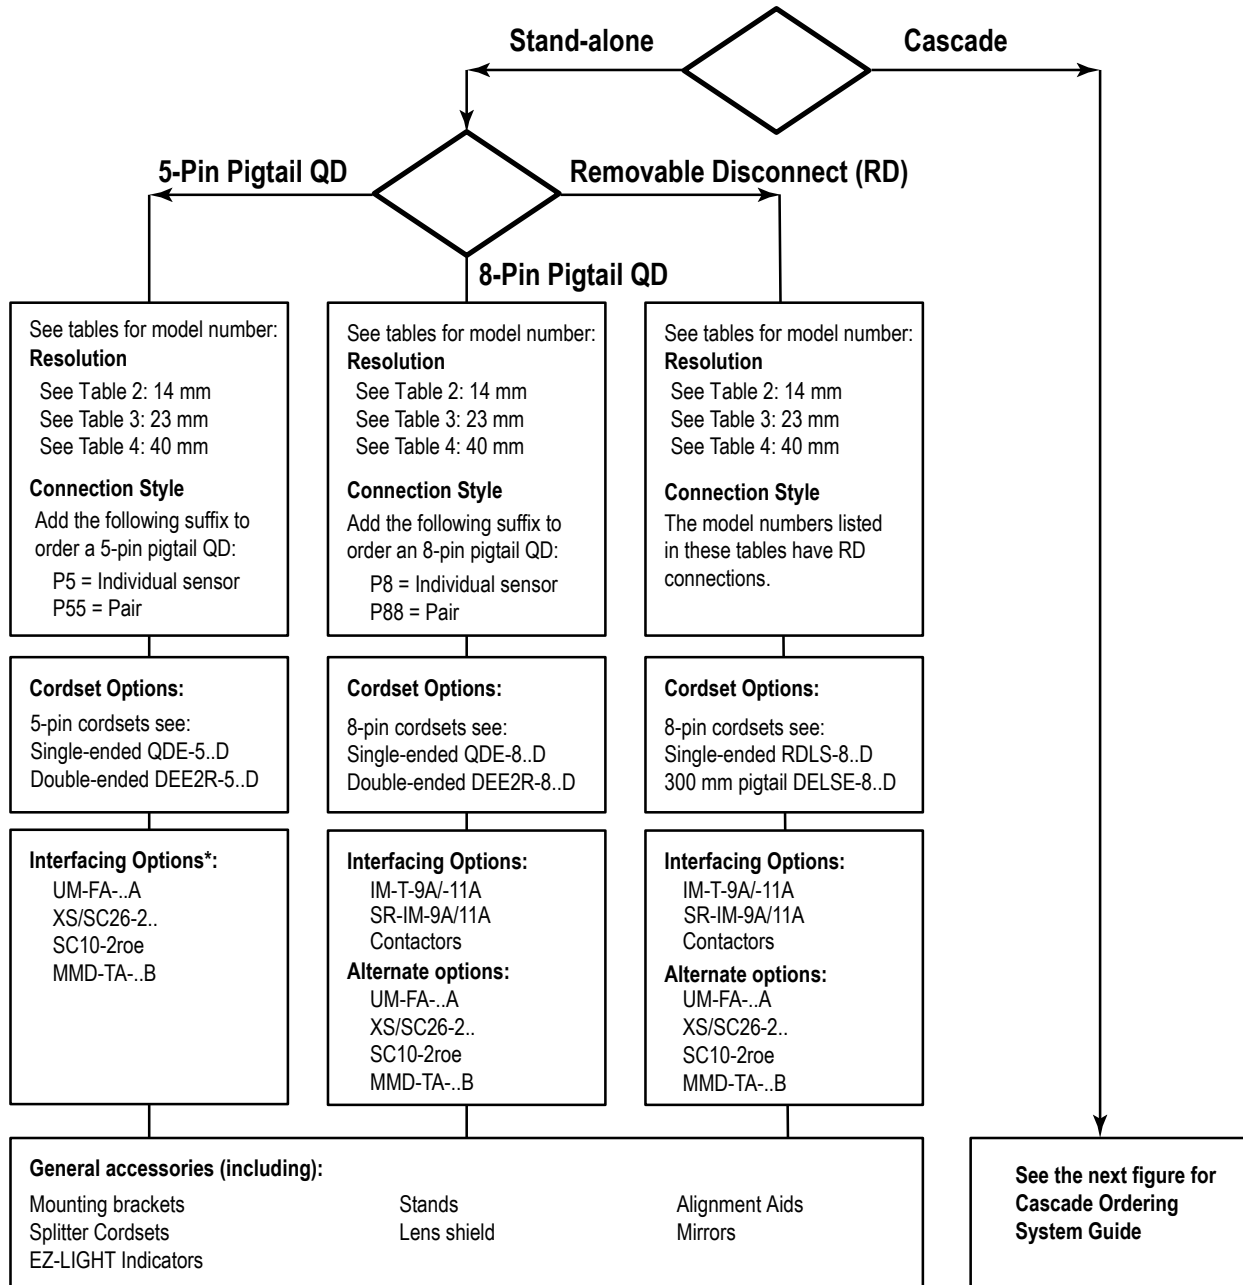 Stand-alone
Cascade
5-Pin Pigtail QD
Removable Disconnect (RD)
8-Pin Pigtail QD
See tables for model number:
Resolution
See Table 2: 14 mm
See Table 3: 23 mm
See Table 4: 40 mm
Connection Style
Add the following suffix to
order a 5-pin pigtail QD:
P5 = Individual sensor
P55 = Pair
See tables for model number:
Resolution
See Table 2: 14 mm
See Table 3: 23 mm
See Table 4: 40 mm
Connection Style
Add the following suffix to
order an 8-pin pigtail QD:
P8 = Individual sensor
P88 = Pair
See tables for model number:
Resolution
See Table 2: 14 mm
See Table 3: 23 mm
See Table 4: 40 mm
Connection Style
The model numbers listed
in these tables have RD
connections.
Cordset Options:
5-pin cordsets see:
Single-ended QDE-5..D
Double-ended DEE2R-5..D
Cordset Options:
8-pin cordsets see:
Single-ended QDE-8..D
Double-ended DEE2R-8..D
Cordset Options:
8-pin cordsets see:
Single-ended RDLS-8..D
300 mm pigtail DELSE-8..D
Interfacing Options*:
UM-FA-..A
XS/SC26-2..
SC10-2roe
MMD-TA-..B
Interfacing Options:
IM-T-9A/-11A
SR-IM-9A/11A
Contactors
Alternate options:
UM-FA-..A
XS/SC26-2..
SC10-2roe
MMD-TA-..B
Interfacing Options:
IM-T-9A/-11A
SR-IM-9A/11A
Contactors
Alternate options:
UM-FA-..A
XS/SC26-2..
SC10-2roe
MMD-TA-..B
General accessories (including):
Mounting brackets
Splitter Cordsets
EZ-LIGHT Indicators
Stands
Lens shield
Alignment Aids
Mirrors
See the next figure for
Cascade Ordering
System Guide